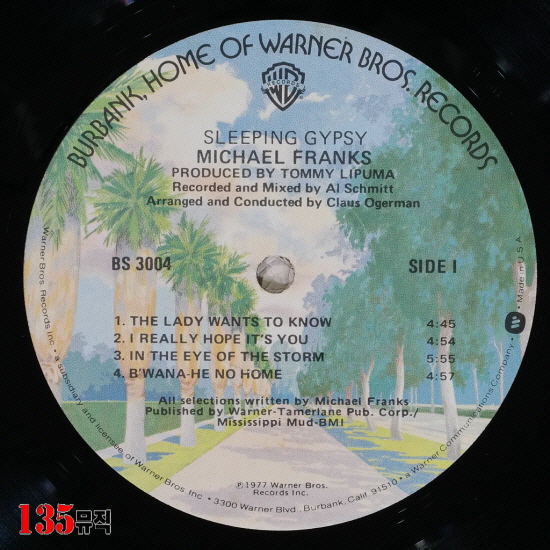 BURBANK, HOME OF WARNER BROS. RECORDS
SLEEPING GYPSY
MICHAEL FRANKS
PRODUCED BY TOMMY LIPUMA
Recorded and Mixed by Al Schmitt
Arranged and Conducted by Claus Ogerman
BS 3004
SIDE I
1. THE LADY WANTS TO KNOW 4:45
2. I REALLY HOPE IT'S YOU 4:54
3. IN THE EYE OF THE STORM 5:55
4. B'WANA-HE NO HOME 4:57
All selections written by Michael Franks
Published by Warner-Tamerlane Pub. Corp./
Mississippi Mud-BMI
℗ 1977 Warner Bros.
Records Inc.
Warner Bros. Records Inc. • a subsidiary and licensee of Warner Bros. Inc. • 3300 Warner Blvd., Burbank, Calif. 91510 • a Warner Communications Company • Made in U.S.A.
135뮤직